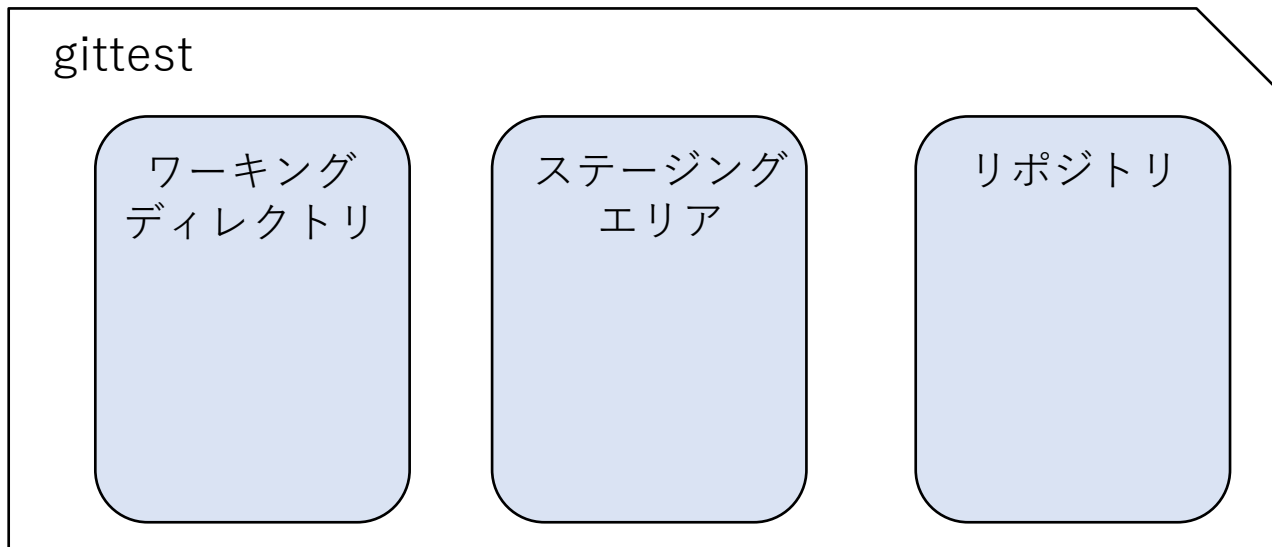 gittest
ワーキング
ディレクトリ
ステージング
エリア
リポジトリ